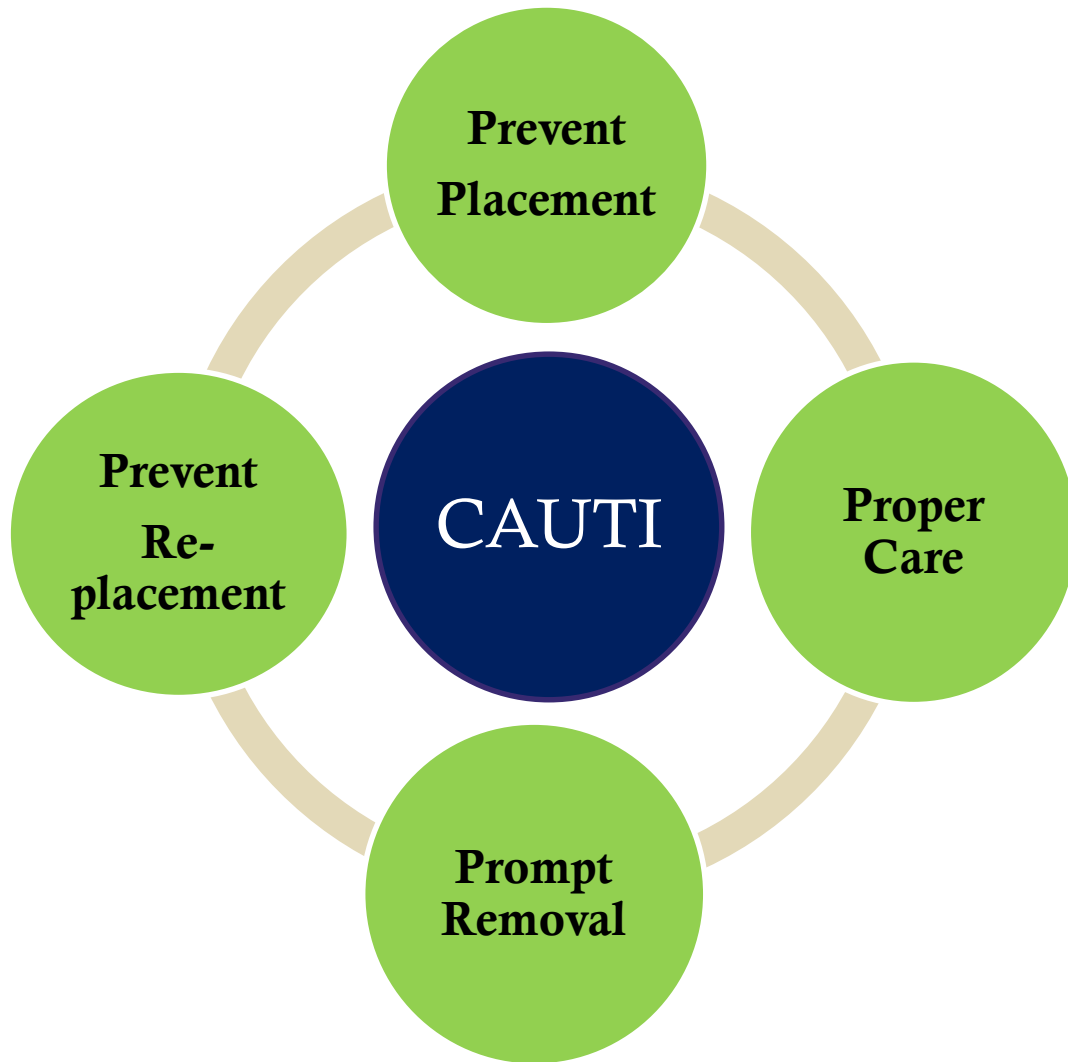 Prevent
Placement
Prevent
Re-
placement
CAUTI
Proper
Care
Prompt
Removal